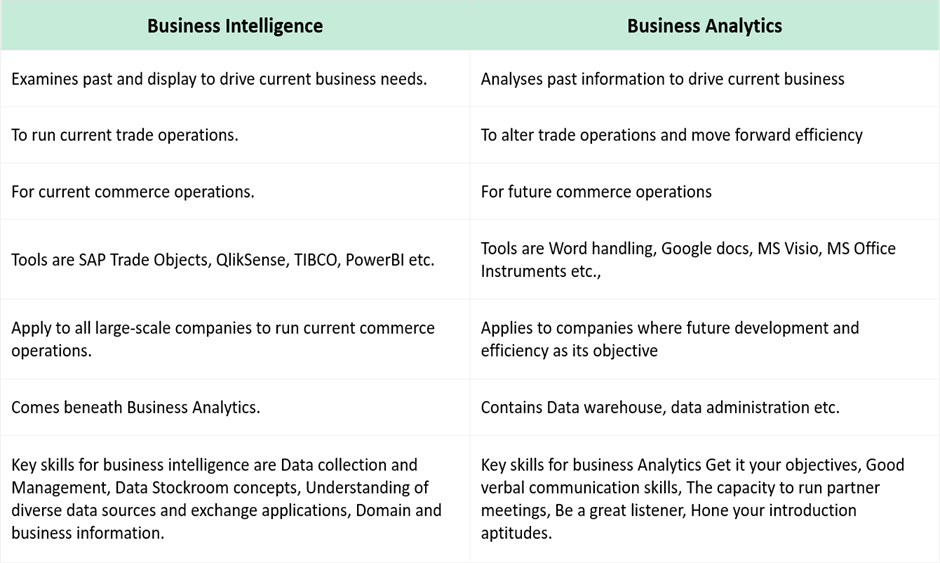 Business Intelligence
Business Analytics
Examines past and display to drive current business needs.
Analyses past information to drive current business
To run current trade operations.
To alter trade operations and move forward efficiency
For current commerce operations.
For future commerce operations
Tools are SAP Trade Objects, QlikSense, TIBCO, PowerBI etc.
Tools are Word handling, Google docs, MS Visio, MS Office
Instruments etc.,
Apply to all large-scale companies to run current commerce
operations.
Applies to companies where future development and
efficiency as its objective
Comes beneath Business Analytics.
Contains Data warehouse, data administration etc.
Key skills for business intelligence are Data collection and
Management, Data Stockroom concepts, Understanding of
diverse data sources and exchange applications, Domain and
business information.
Key skills for business Analytics Get it your objectives, Good
verbal communication skills, The capacity to run partner
meetings, Be a great listener, Hone your introduction
aptitudes.